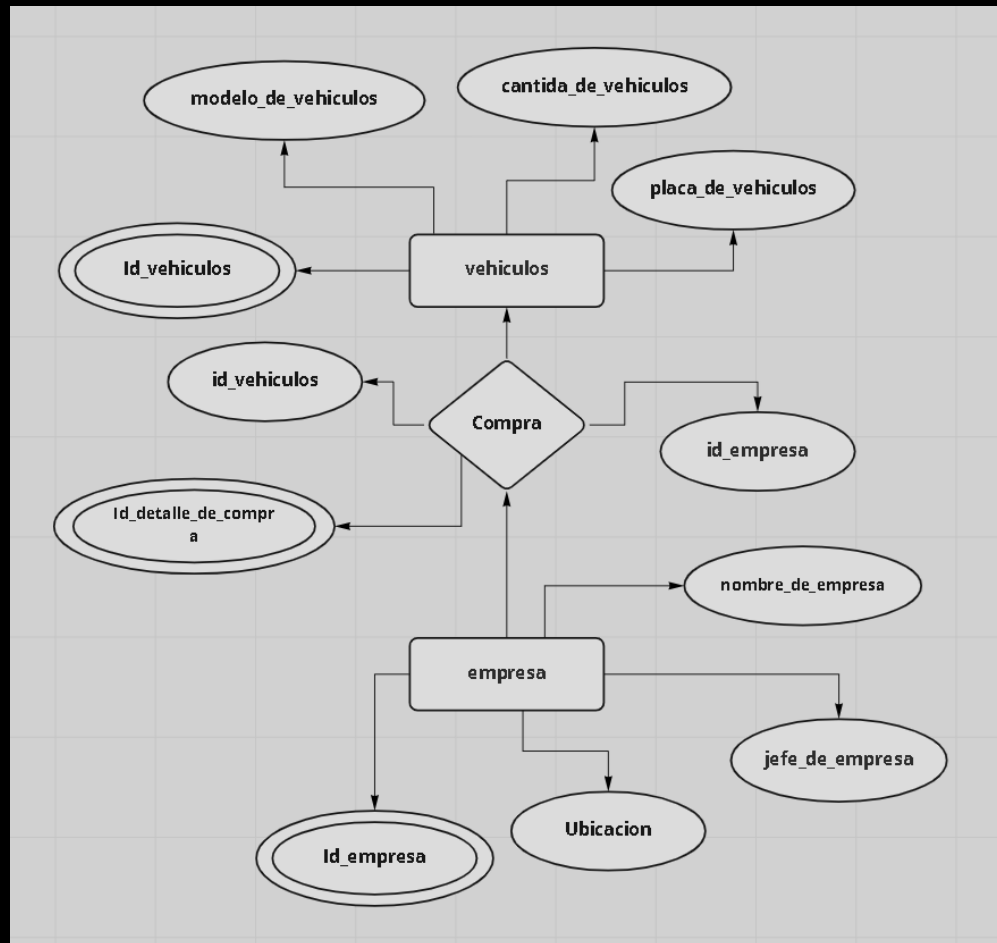 cantida_de_vehiculos
modelo_de_vehiculos
placa_de_vehiculos
Id_vehiculos
vehiculos
id_vehiculos
Compra
id_empresa
Id_detalle_de_compr
a
nombre_de_empresa
empresa
jefe_de_empresa
Ubicacion
Id_empresa